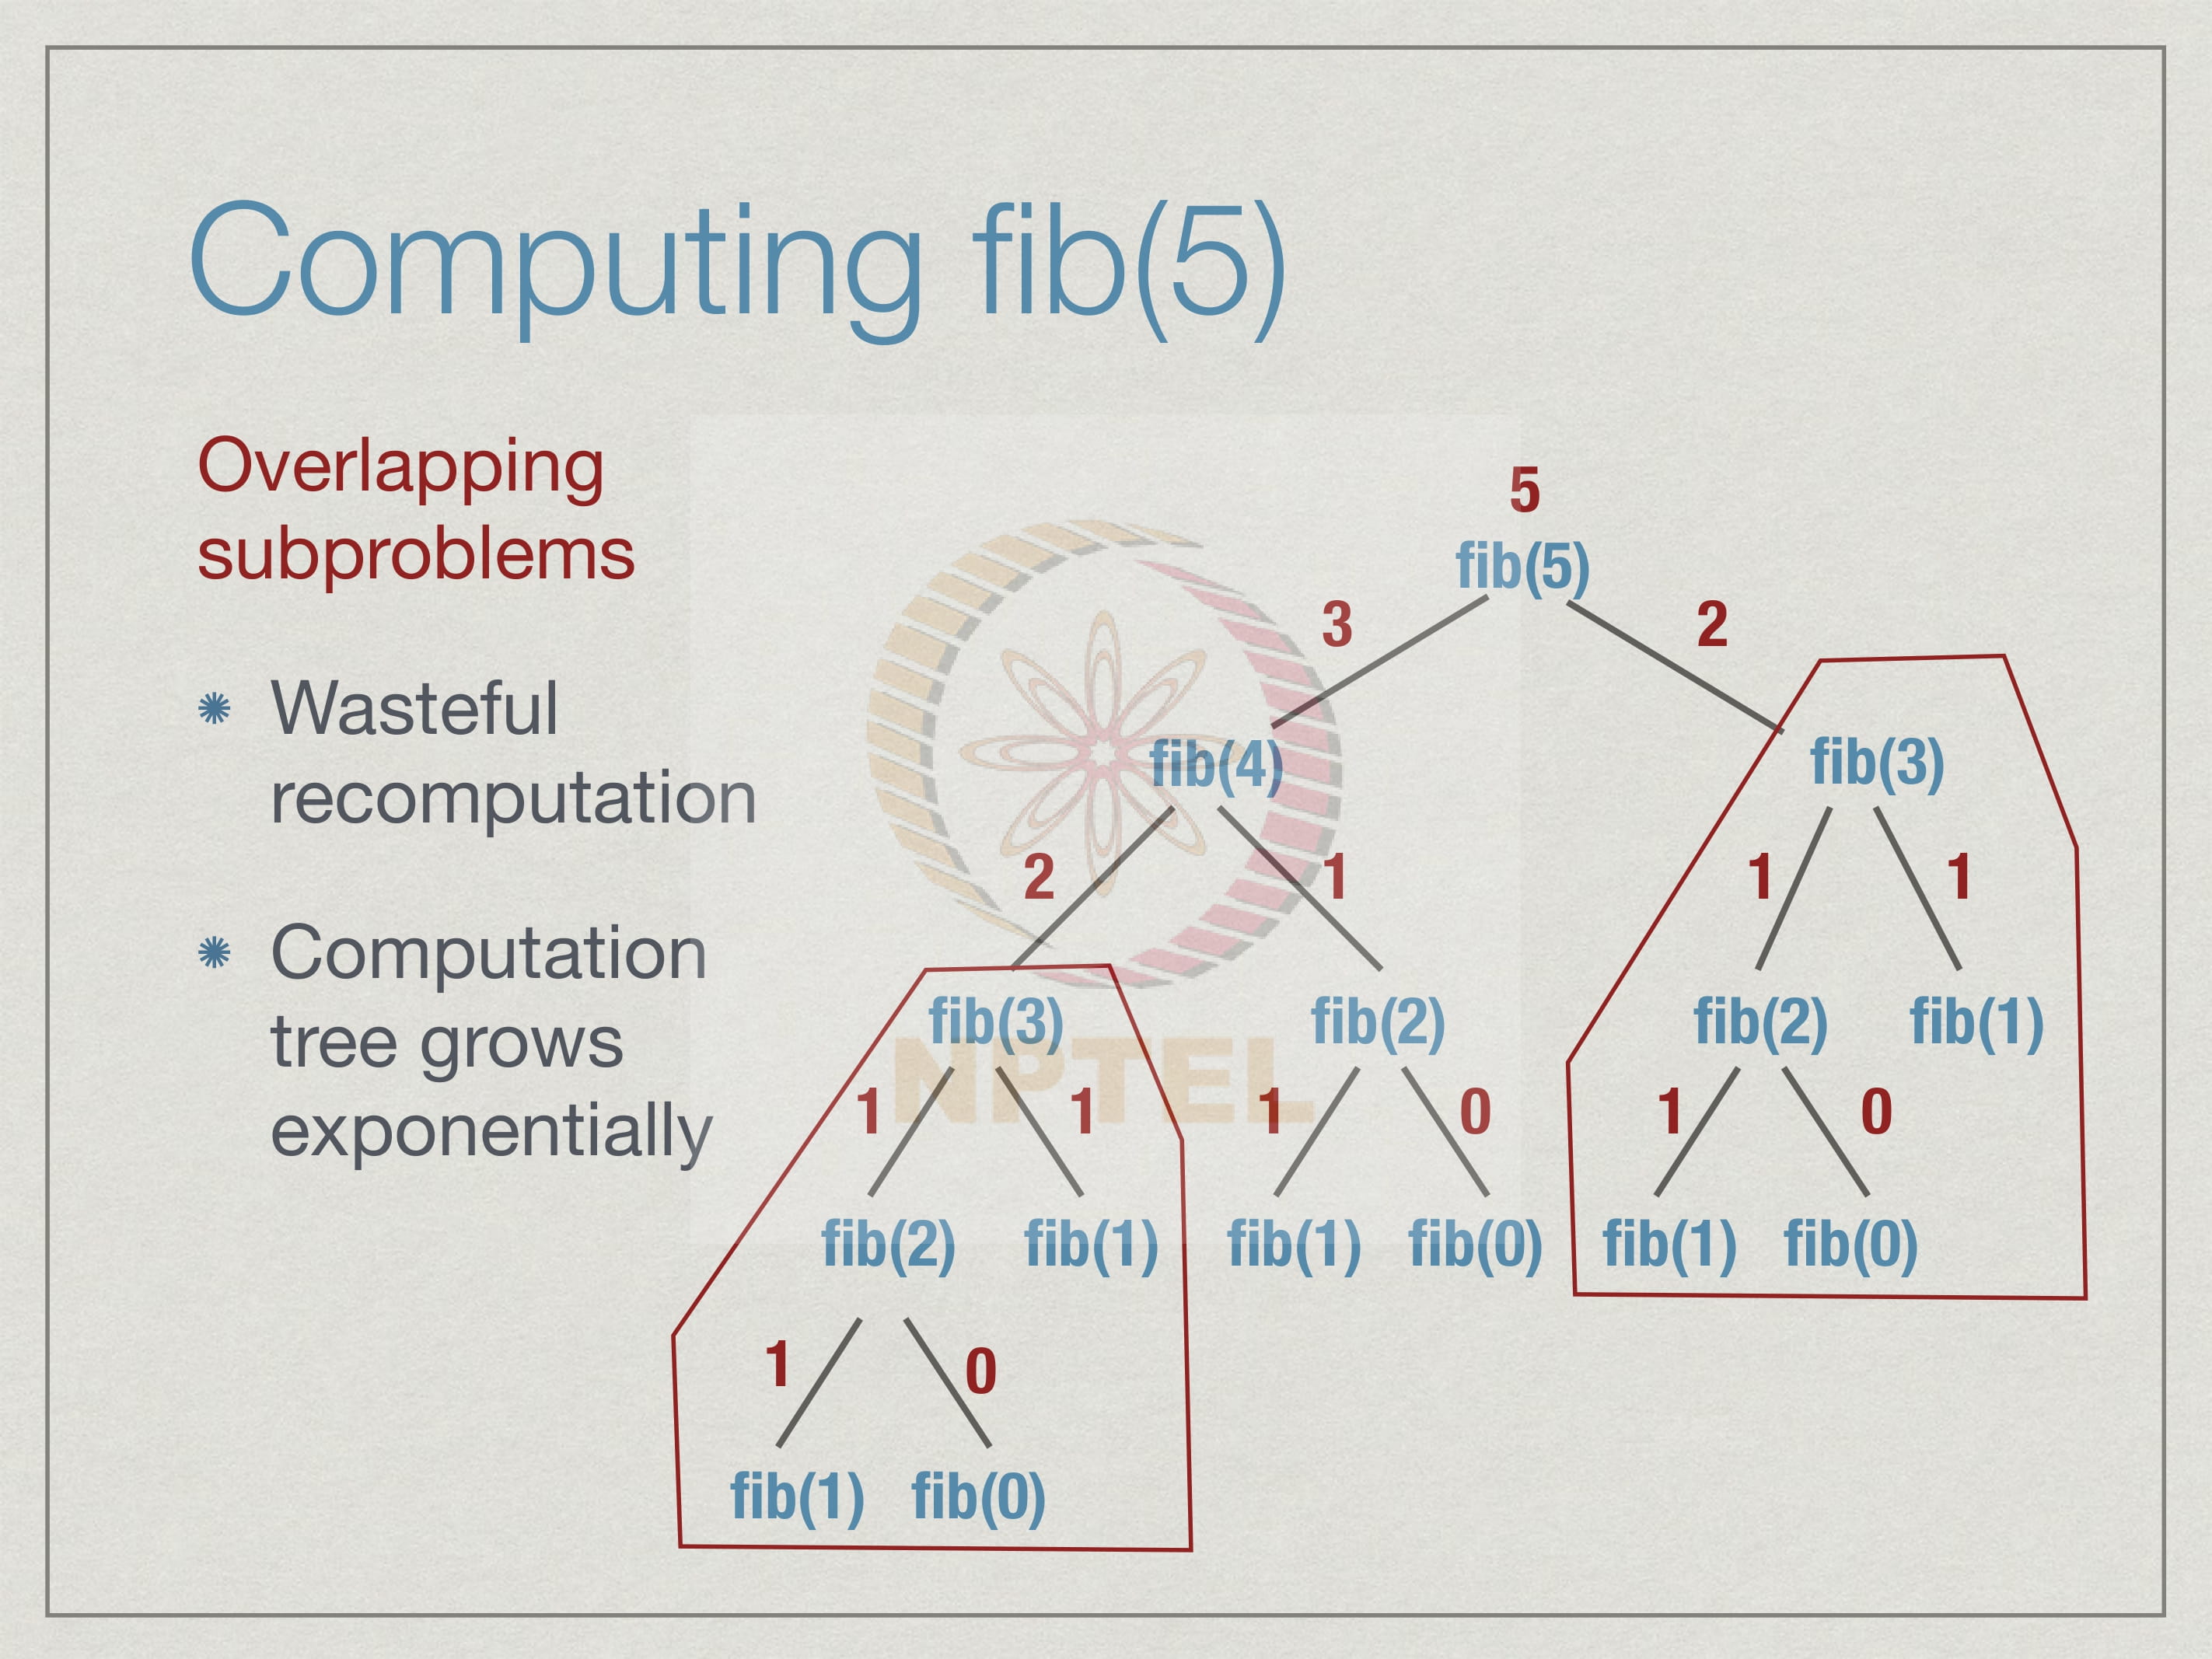 Computing fib(5)
Overlapping
subproblems
Wasteful
recomputation
Computation
tree grows
exponentially
5
fib(5)
3 2
fib(4) fib(3)
2 1 1 1
fib(3) fib(2) fib(2) fib(1)
NPTEL
1 1 1 0 1 0
fib(2) fib(1) fib(1) fib(0) fib(1) fib(0)
1 0
fib(1) fib(0)